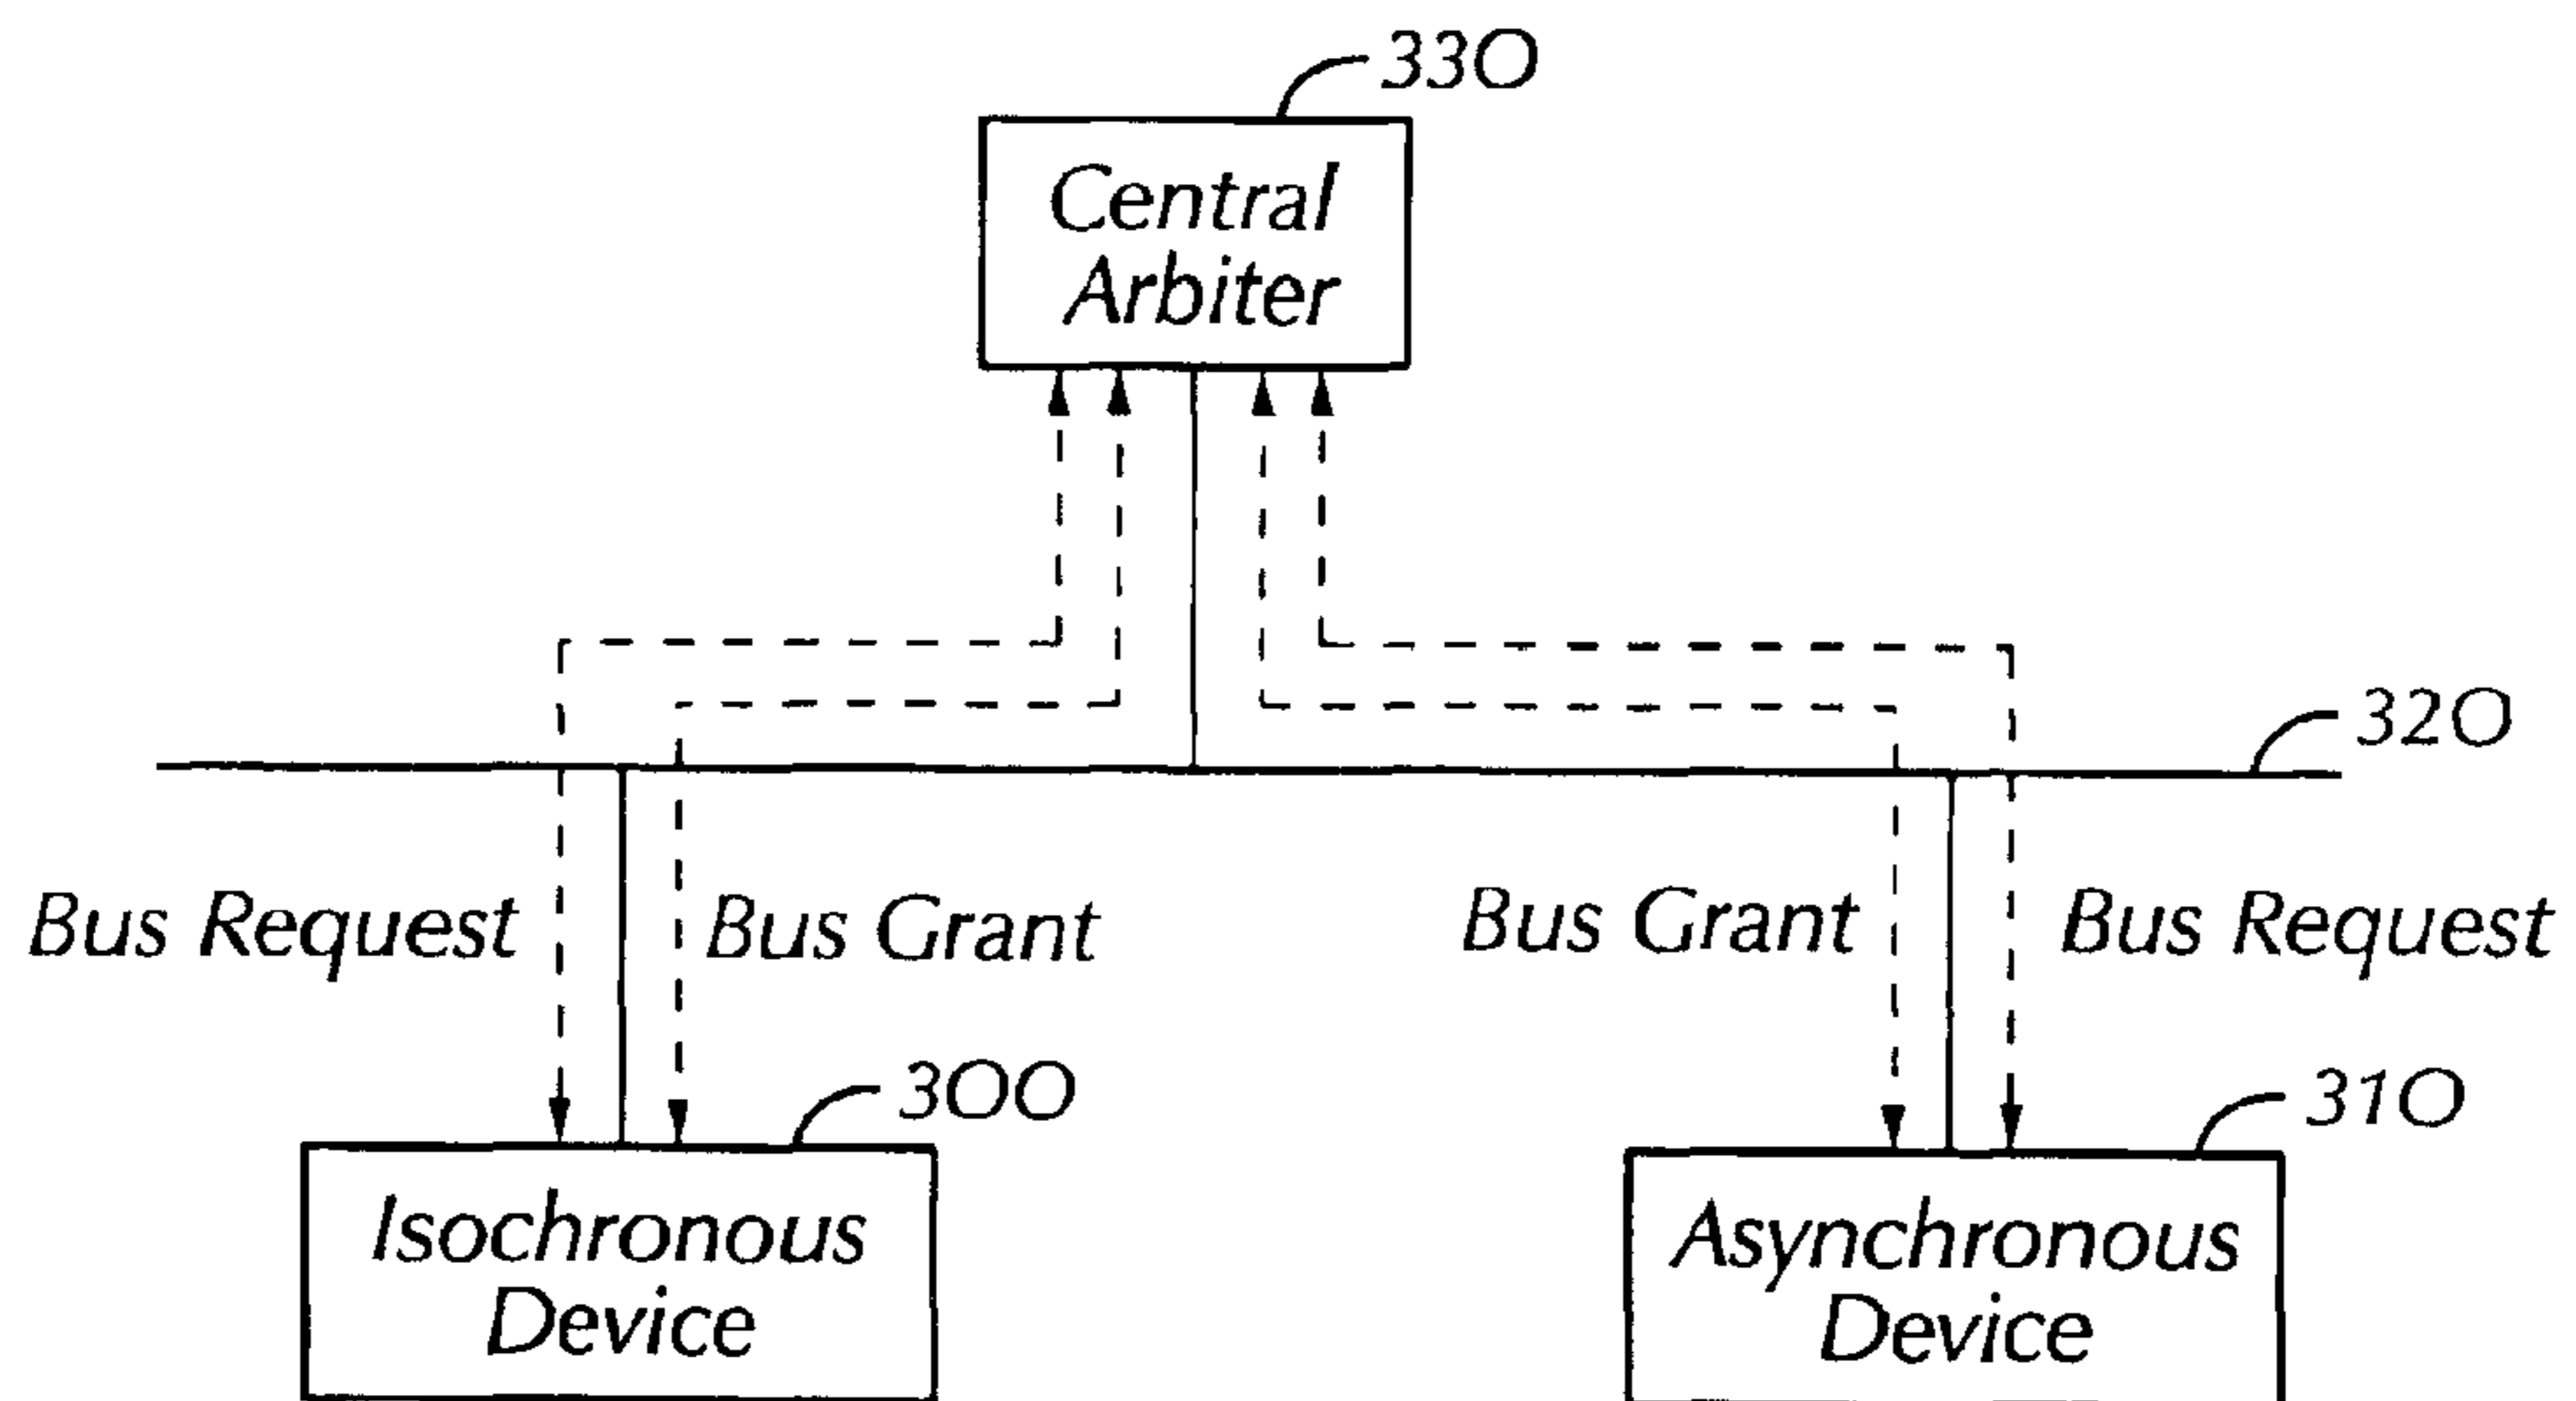 330
Central
Arbiter
320
Bus Request
Bus Grant
Bus Grant
Bus Request
300
310
Isochronous
Device
Asynchronous
Device